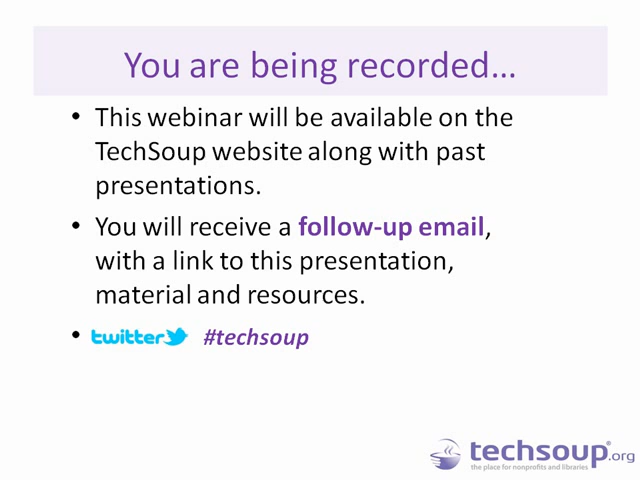 You are being recorded...
• This webinar will be available on the
TechSoup website along with past
presentations.
• You will receive a follow-up email,
with a link to this presentation,
material and resources.
• twitter #techsoup
techsoup®.org
the place for nonprofits and libraries